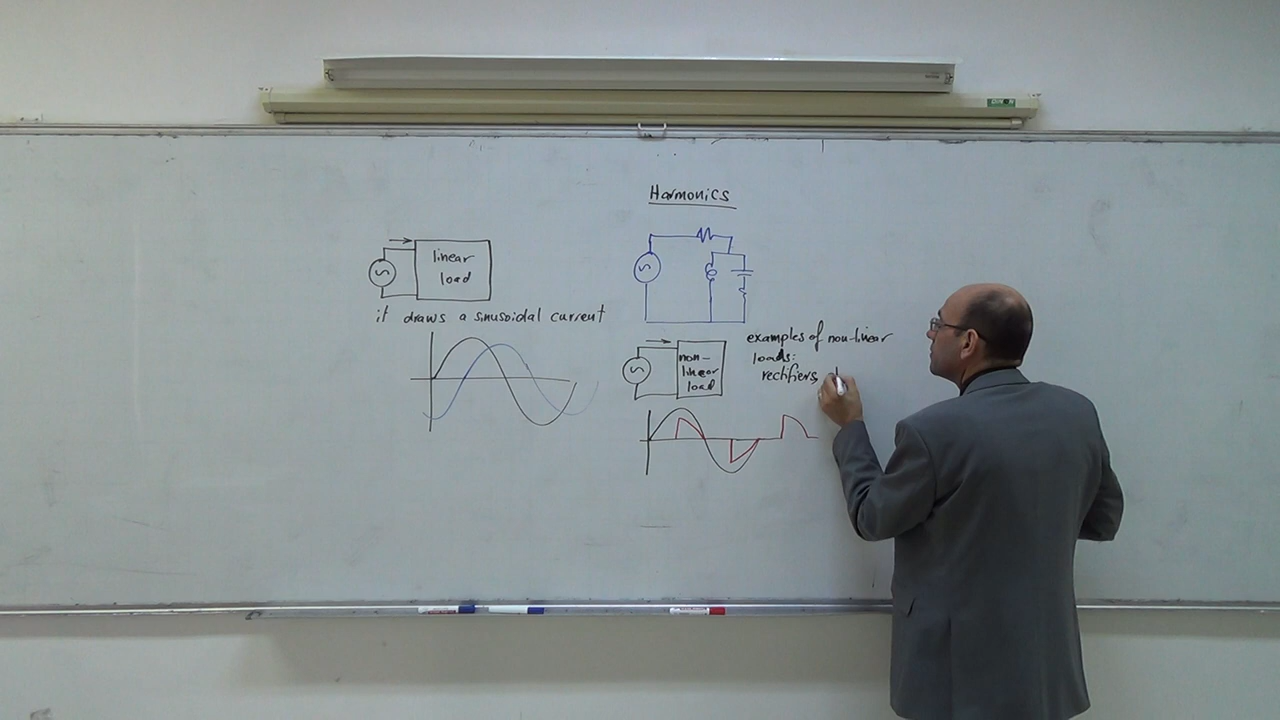 Harmonics
linear
load
it draws a sinusoidal current
non-
linear
load
examples of non-linear
loads:
rectifiers,